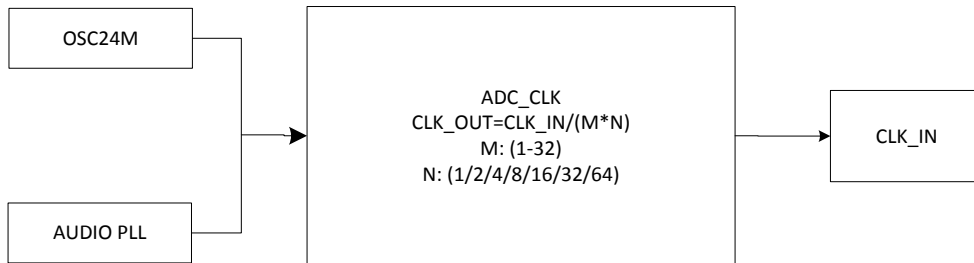 OSC24M
AUDIO PLL
ADC_CLK
CLK_OUT=CLK_IN/(M*N)
M: (1-32)
N: (1/2/4/8/16/32/64)
CLK_IN